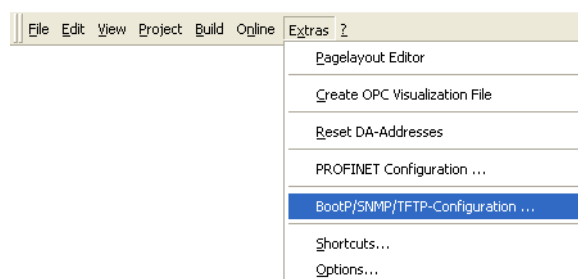 File Edit View Project Build Online Extras ?
Pagelayout Editor
Create OPC Visualization File
Reset DA-Addresses
PROFINET Configuration ...
BootP/SNMP/TFTP-Configuration ...
Shortcuts...
Options...